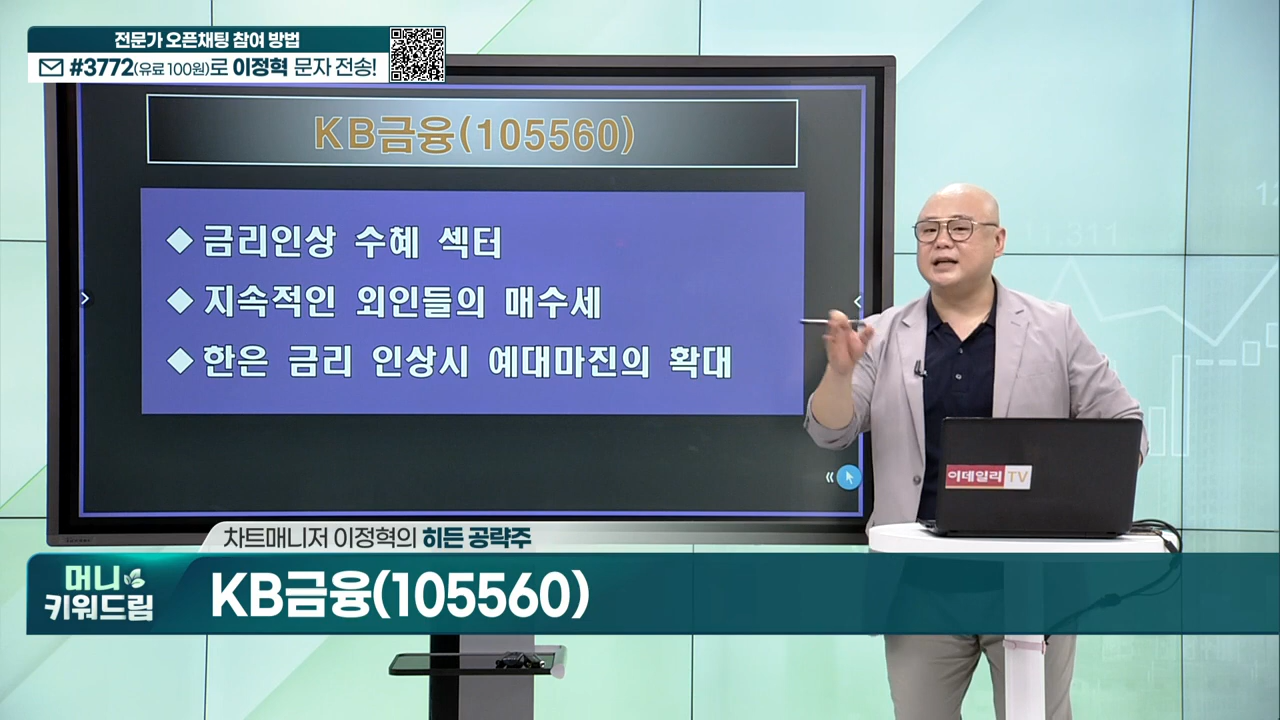 전문가 오픈채팅 참여 방법
#3772(유료 100원)로 이정혁 문자 전송!
KB금융(105560)
◆ 금리인상 수혜 섹터
◆ 지속적인 외인들의 매수세
◆ 한은 금리 인상시 예대마진의 확대
이데일리 TV
차트매니저 이정혁의 히든 공략주
머니
키워드림
KB금융(105560)